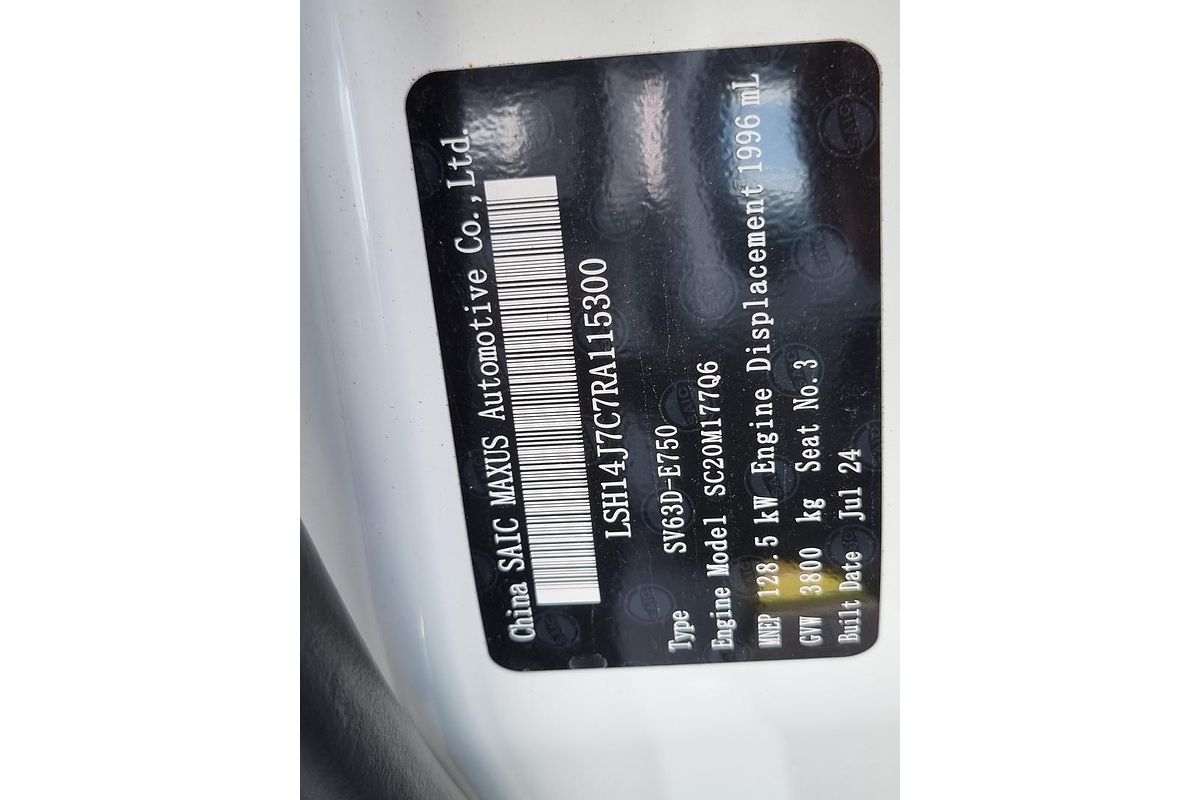 China SAIC MAXUS Automotive Co.,Ltd.
LSH14J7C7RA115300
Type SV63D-E750
Engine Model SC20M177Q6
MNEP 128.5 kW Engine Displacement 1996 mL
GVW 3800 kg Seat No.3
Built Date Jul 24